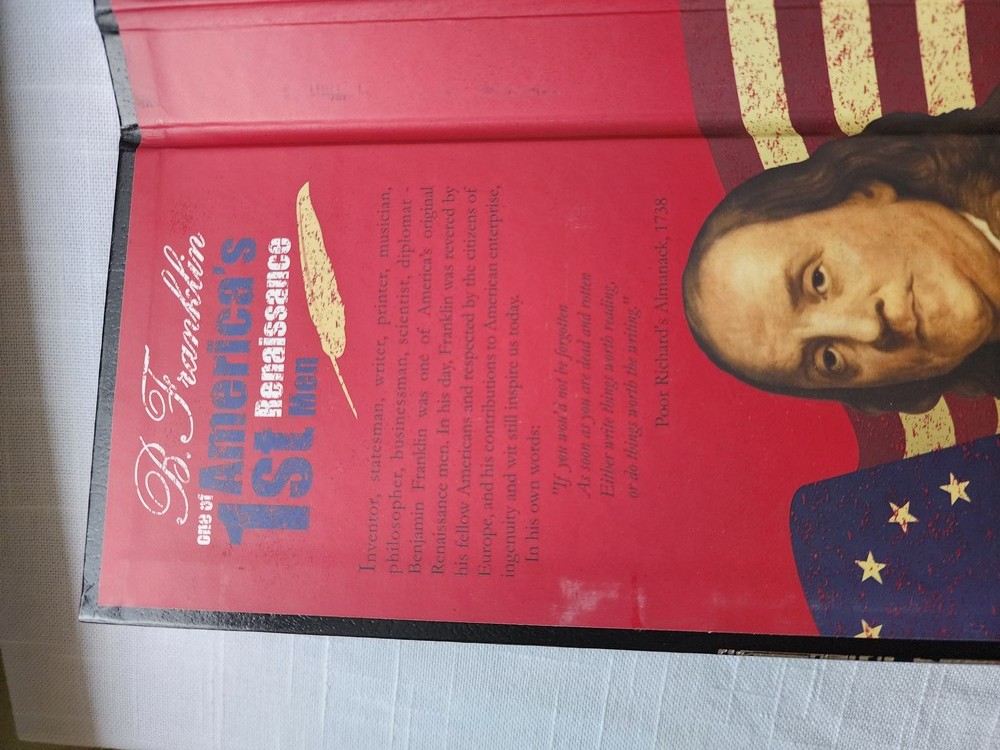 B. Franklin
one of
America's
1st Renaissance
Men
Inventor, statesman, writer, printer, musician,
philosopher, businessman, scientist, diplomat -
Benjamin Franklin was one of America's original
Renaissance men. In his day, Franklin was revered by
his fellow Americans and respected by the citizens of
Europe, and his contributions to American enterprise,
ingenuity and wit still inspire us today.
In his own words:
"If you wou'd not be forgotten
As soon as you are dead and rotten
Either write things worth reading,
or do things worth the writing."
Poor Richard's Almanack, 1738